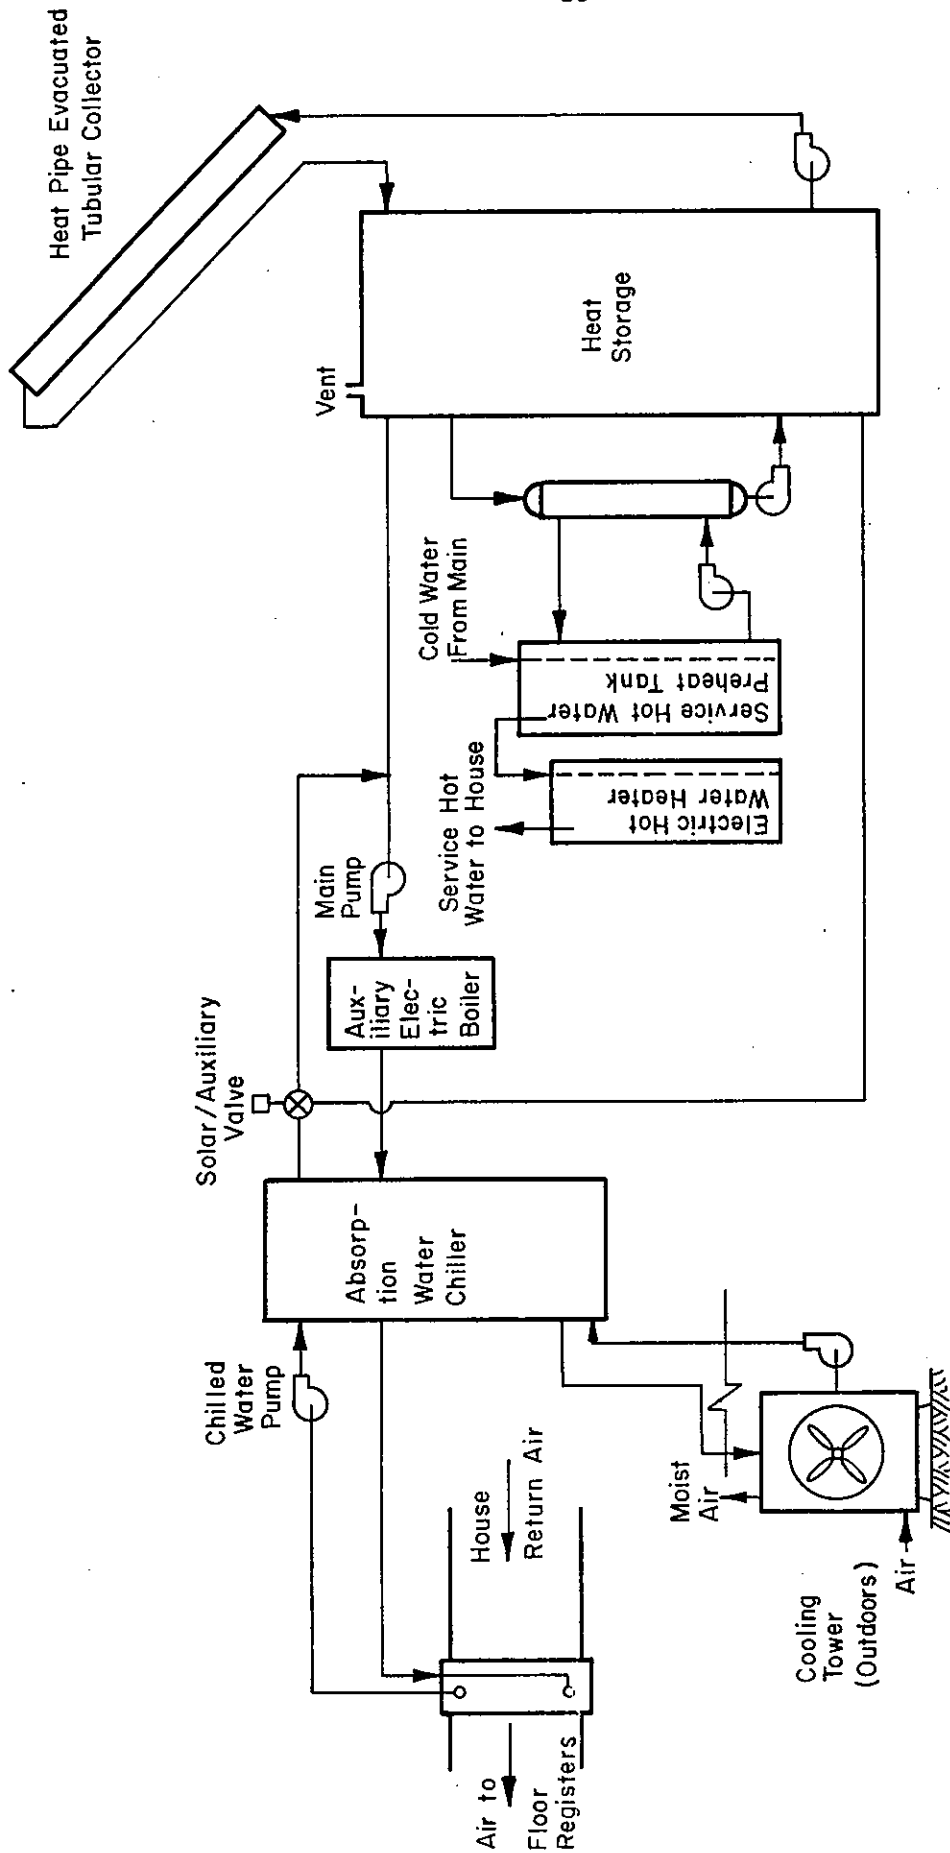 Heat Pipe Evacuated
Tubular Collector
Vent
Heat
Storage
Cold Water
From Main
Service Hot Water
Preheat Tank
Service Hot
Water to House
Electric Hot
Water Heater
Main
Pump
Aux-
iliary
Elec-
tric
Boiler
Solar/Auxiliary
Valve
Absorp-
tion
Water
Chiller
Chilled
Water
Pump
House
Return Air
Air to
Floor
Registers
Moist
Air
Cooling
Tower
(Outdoors)
Air